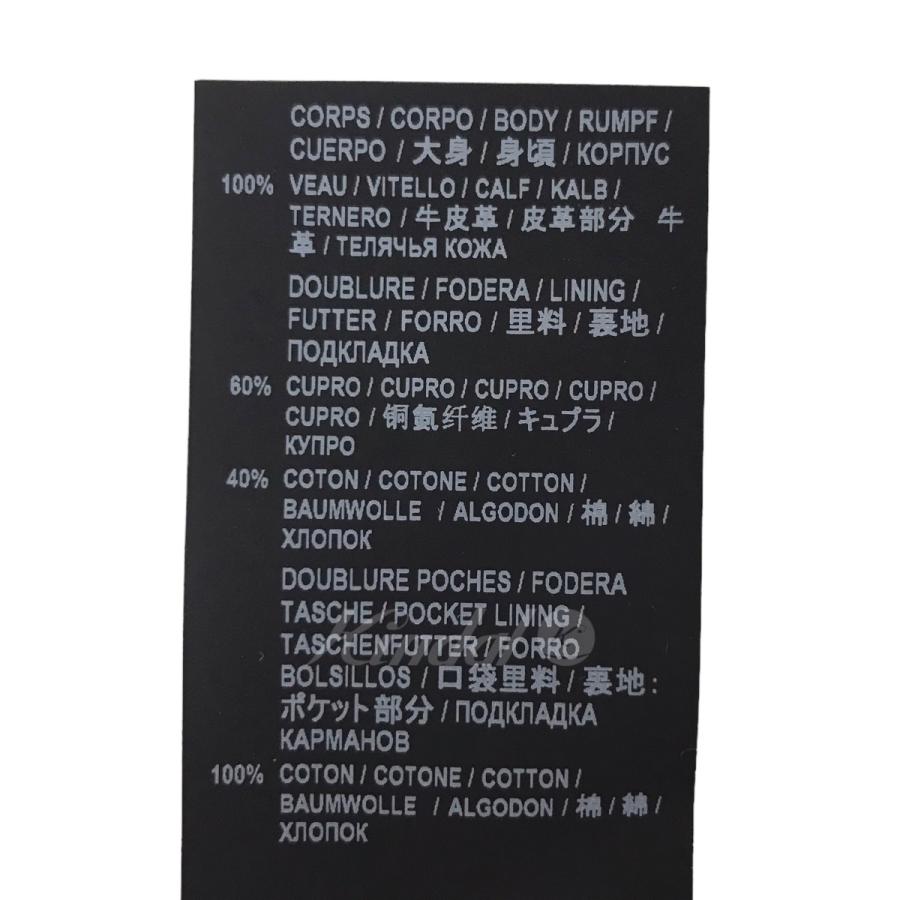 CORPS / CORPO / BODY / RUMPF /
CUERPO / 大身 / 身頃 / КОРПУС
100% VEAU / VITELLO / CALF / KALB /
TERNERO / 牛皮革 / 皮革部分 牛
革 / ТЕЛЯЧЬЯ КОЖА
DOUBLURE / FODERA / LINING /
FUTTER / FORRO / 里料 / 裏地 /
ПОДКЛАДКА
60% CUPRO / CUPRO / CUPRO / CUPRO /
CUPRO / 铜氨纤维 / キュプラ /
КУПРО
40% COTON / COTONE / COTTON /
BAUMWOLLE / ALGODON / 棉 / 綿 /
ХЛОПОК
DOUBLURE POCHES / FODERA
TASCHE / POCKET LINING /
TASCHENFUTTER / FORRO
BOLSILLOS / 口袋里料 / 裏地:
ポケット部分 / ПОДКЛАДКА
КАРМАНОВ
100% COTON / COTONE / COTTON /
BAUMWOLLE / ALGODON / 棉 / 綿 /
ХЛОПОК
Kindal